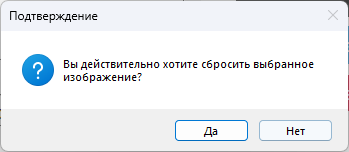 Подтверждение
Вы действительно хотите сбросить выбранное
изображение?
Да
Нет